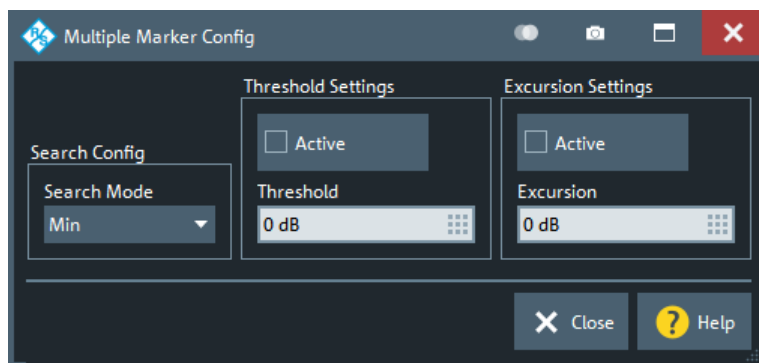 R&S Multiple Marker Config
Threshold Settings
Excursion Settings
Active
Active
Search Config
Search Mode
Threshold
Excursion
Min
0 dB
0 dB
Close
? Help